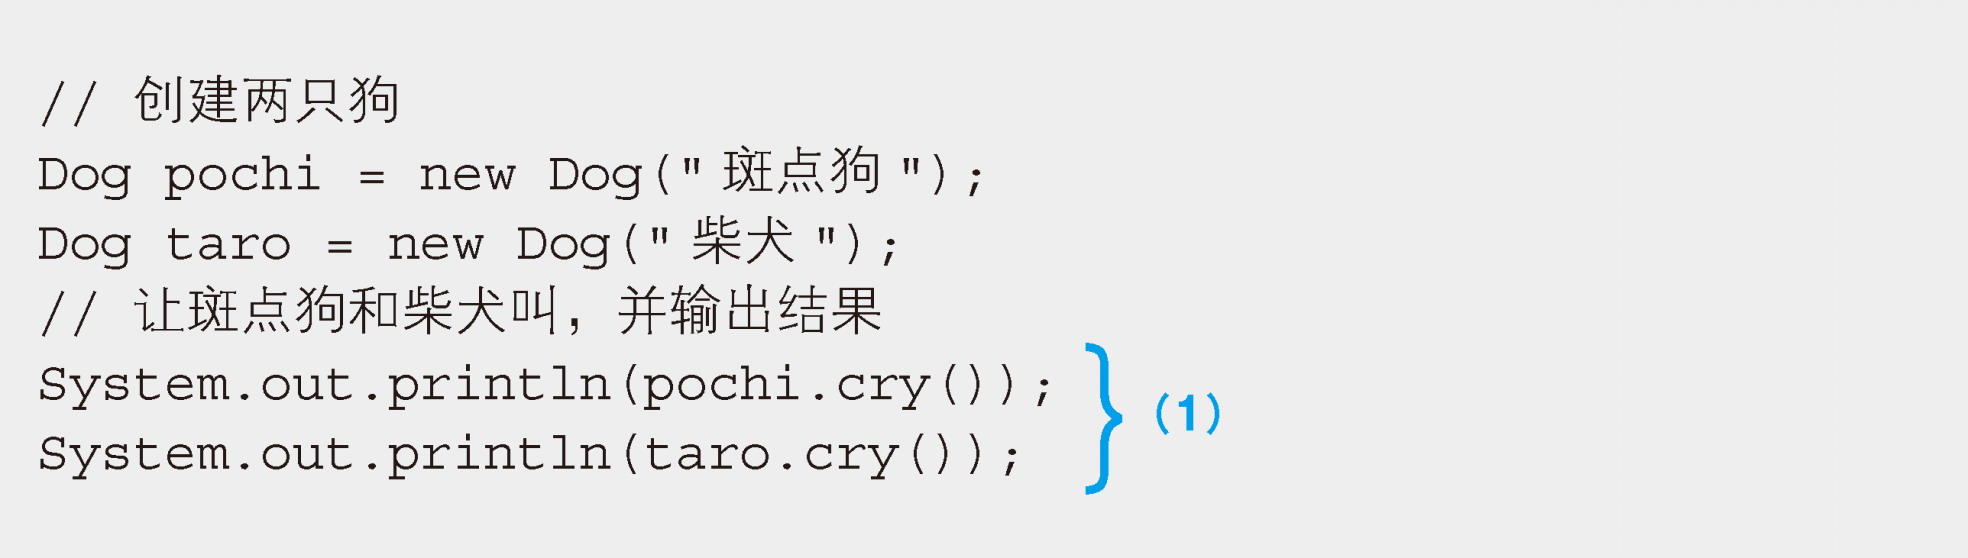 // 创建两只狗
Dog pochi = new Dog(" 斑点狗 ");
Dog taro = new Dog(" 柴犬 ");
// 让斑点狗和柴犬叫，并输出结果
System.out.println(pochi.cry());
System.out.println(taro.cry());
(1)